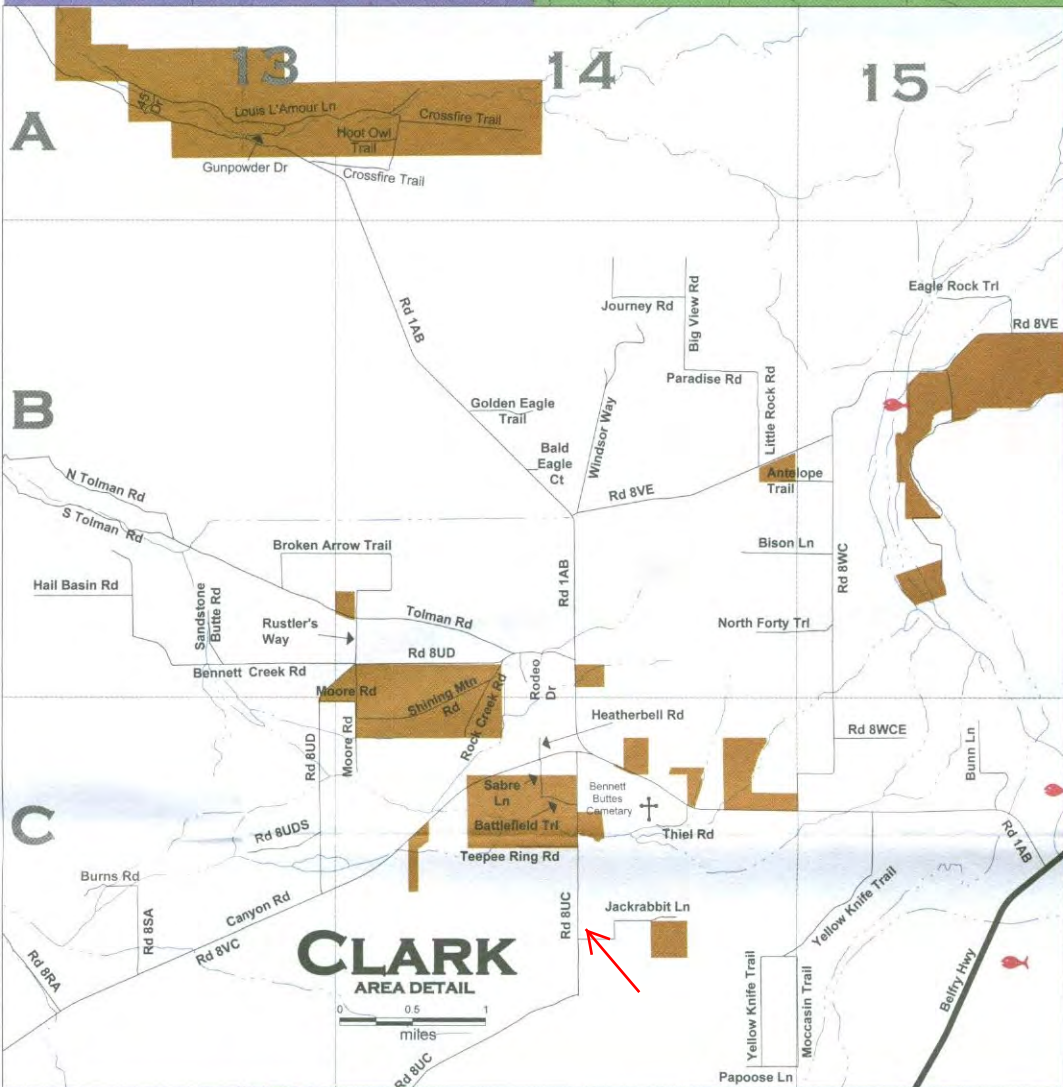 13
14
15
A
.45
Dr
Louis L'Amour Ln
Crossfire Trail
Hoot Owl
Trail
Gunpowder Dr
Crossfire Trail
Rd 1AB
Journey Rd
Big View Rd
Eagle Rock Trl
Rd 8VE
Paradise Rd
Little Rock Rd
B
Golden Eagle
Trail
Windsor Way
Bald
Eagle
Ct
N Tolman Rd
S Tolman Rd
Rd 8VE
Antelope
Trail
Broken Arrow Trail
Bison Ln
Rd 8WC
Rd 1AB
Hail Basin Rd
Sandstone
Butte Rd
Rustler's
Way
Tolman Rd
North Forty Trl
Rd 8UD
Bennett Creek Rd
Rodeo
Dr
Moore Rd
Shining Mtn
Rd
Rock Creek Rd
Heatherbell Rd
Rd 8UD
Moore Rd
Rd 8WCE
Bunn Ln
C
Sabre
Ln
Bennett
Buttes
Cemetary
Battlefield Trl
Thiel Rd
Rd 8UDS
Teepee Ring Rd
Rd 1AB
Burns Rd
Rd 8SA
Canyon Rd
Rd 8VC
Rd 8UC
Jackrabbit Ln
Yellow Knife Trail
Rd 8RA
CLARK
AREA DETAIL
0 0.5 1
miles
Yellow Knife Trail
Moccasin Trail
Belfry Hwy
Rd 8UC
Papoose Ln